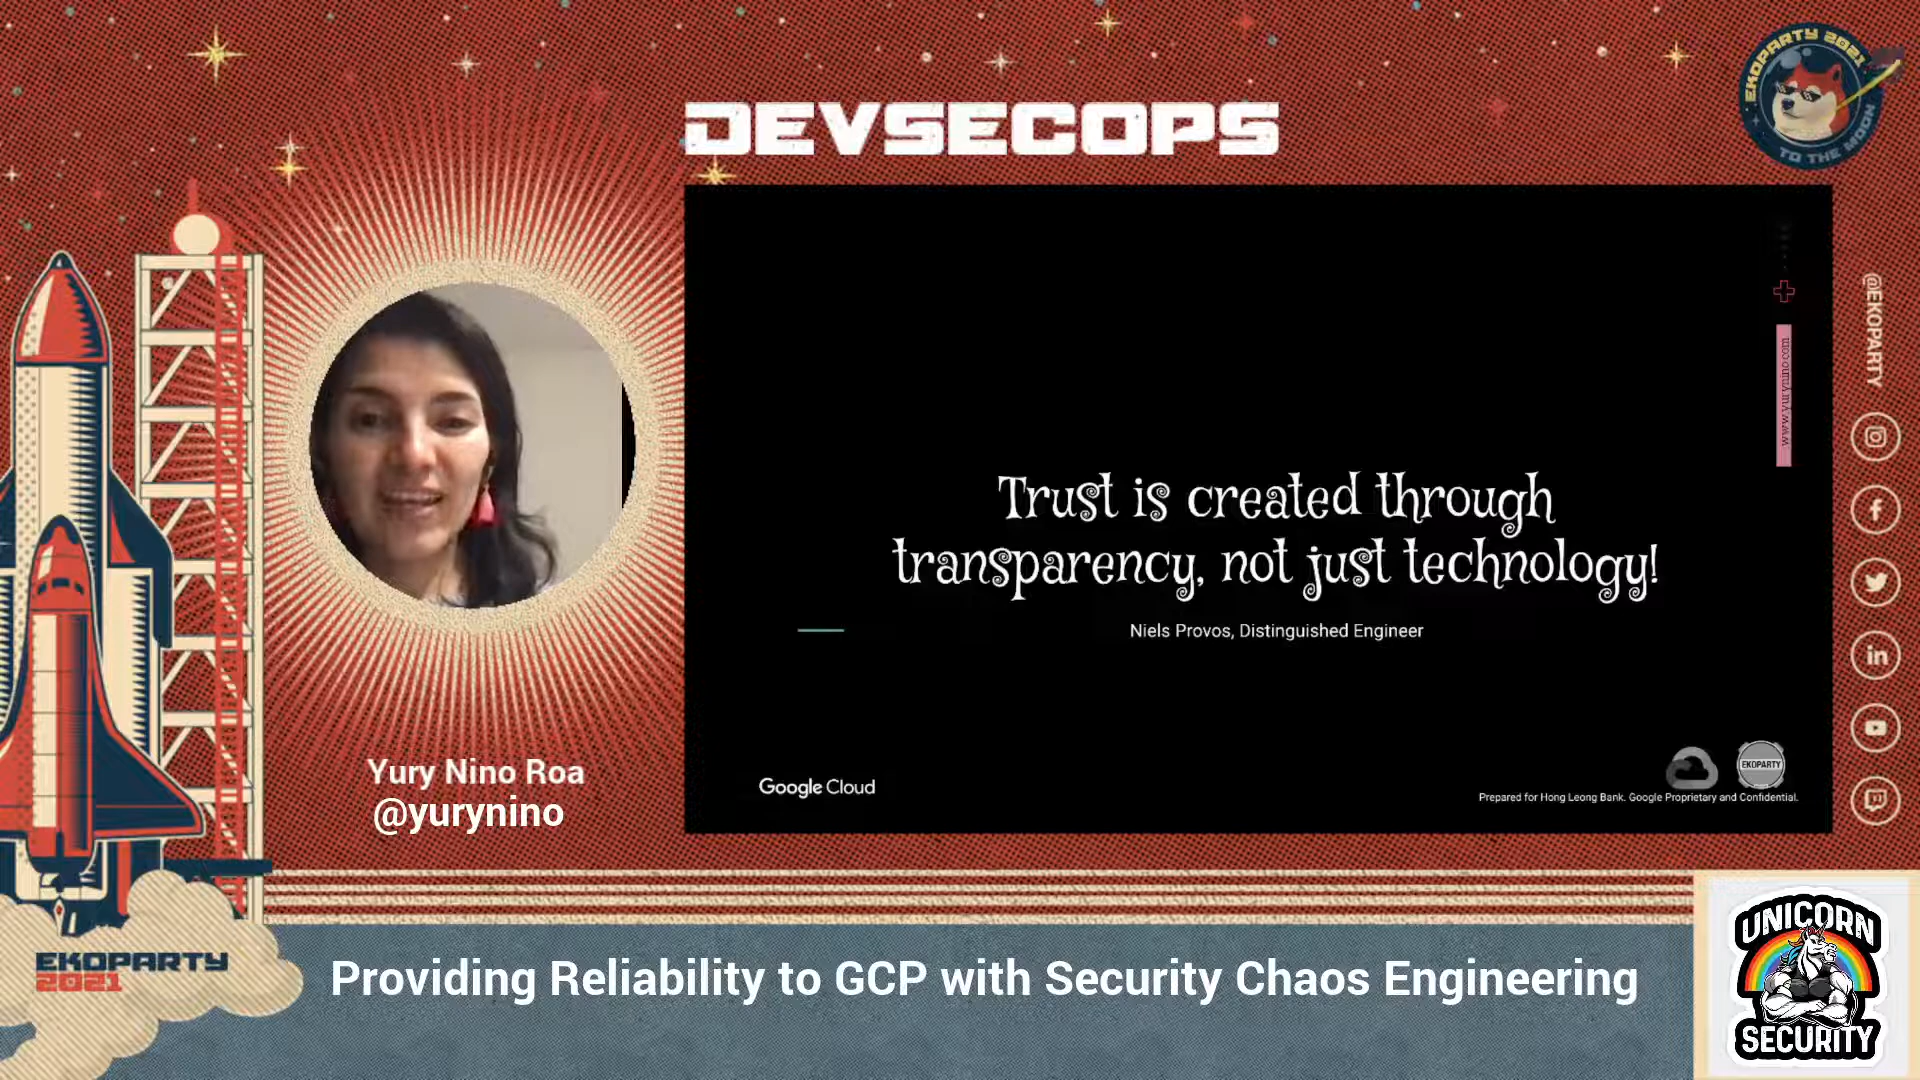 EKOPARTY 2021
TO THE MOON
DEVSECOPS
@EKOPARTY
www.yurynino.com
Trust is created through
transparency, not just technology!
Niels Provos, Distinguished Engineer
Google Cloud
EKOPARTY
Prepared for Hong Leong Bank. Google Proprietary and Confidential.
Yury Nino Roa
@yurynino
EKOPARTY
2021
Providing Reliability to GCP with Security Chaos Engineering
UNICORN
SECURITY